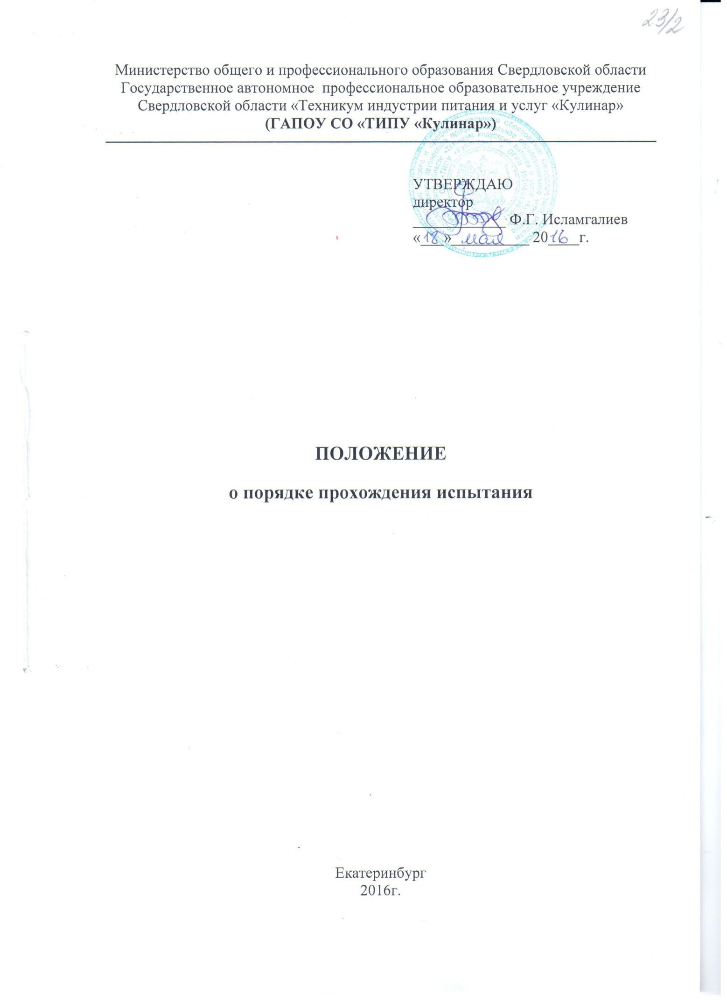 23/2
Министерство общего и профессионального образования Свердловской области
Государственное автономное профессиональное образовательное учреждение
Свердловской области «Техникум индустрии питания и услуг «Кулинар»
(ГАПОУ СО «ТИПУ «Кулинар»)
УТВЕРЖДАЮ
директор
Ф.Г. Исламгалиев
«18» мая 2016 г.
ПОЛОЖЕНИЕ
о порядке прохождения испытания
Екатеринбург
2016г.